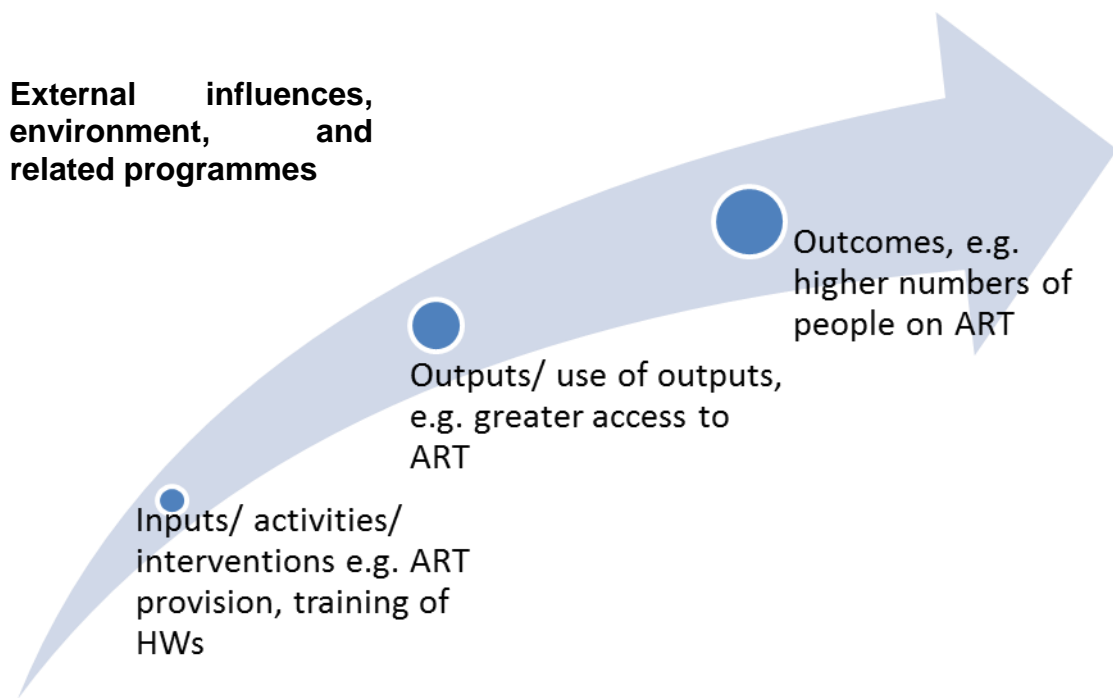 External influences,
environment, and
related programmes
Outcomes, e.g.
higher numbers of
people on ART
Outputs/ use of outputs,
e.g. greater access to
ART
Inputs/ activities/
interventions e.g. ART
provision, training of
HWs